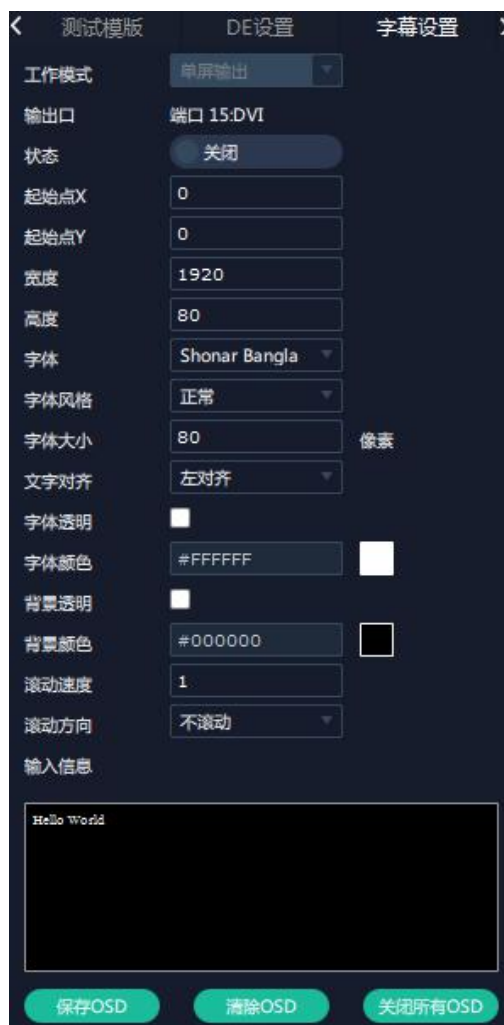 测试模版 DE设置 字幕设置
工作模式 单屏输出
输出口 端口 15:DVI
状态 关闭
起始点X 0
起始点Y 0
宽度 1920
高度 80
字体 Shonar Bangla
字体风格 正常
字体大小 80 像素
文字对齐 左对齐
字体透明
字体颜色 #FFFFFF
背景透明
背景颜色 #000000
滚动速度 1
滚动方向 不滚动
输入信息
Hello World
保存OSD 清除OSD 关闭所有OSD